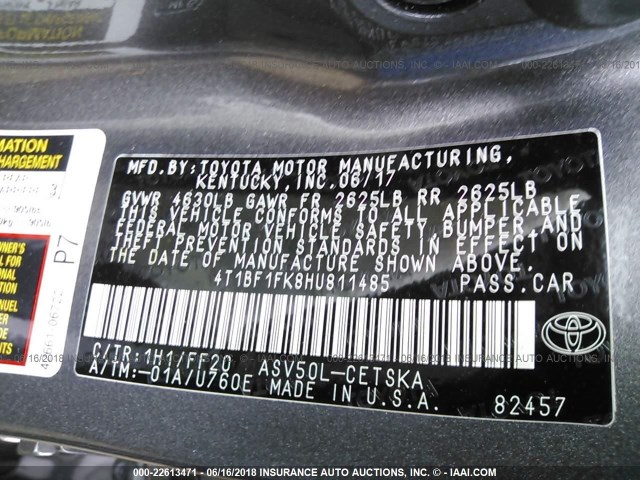 MATION
CHARGEMENT
P7
MFD.BY:TOYOTA MOTOR MANUFACTURING,
KENTUCKY,INC.06/17
GVWR 4630LB GAWR FR 2625LB RR 2625LB
THIS VEHICLE CONFORMS TO ALL APPLICABLE
FEDERAL MOTOR VEHICLE SAFETY,BUMPER,AND
THEFT PREVENTION STANDARDS IN EFFECT ON
THE DATE OF MANUFACTURE SHOWN ABOVE.
4T1BF1FK8HU811485 PASS.CAR
C/TR:1H1/FF20 ASV50L-CETSKA
A/TM:-01A/U760E MADE IN U.S.A.
82457
000-22613471 - 06/16/2018 - INSURANCE AUTO AUCTIONS - IAAI.COM